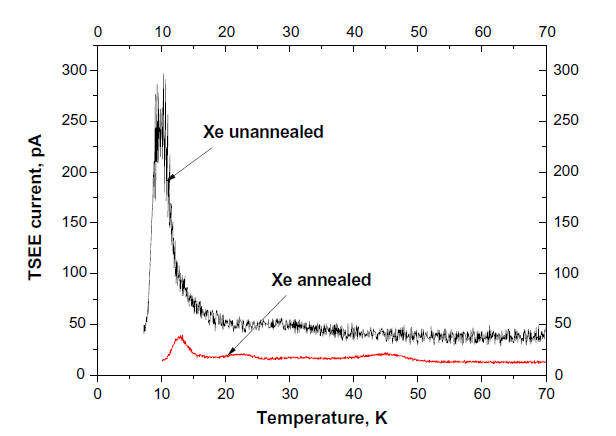 0 10 20 30 40 50 60 70
300 300
250 250
Xe unannealed
200 200
150 150
100 100
Xe annealed
50 50
0 0
0 10 20 30 40 50 60 70
TSEE current, pA
Temperature, K